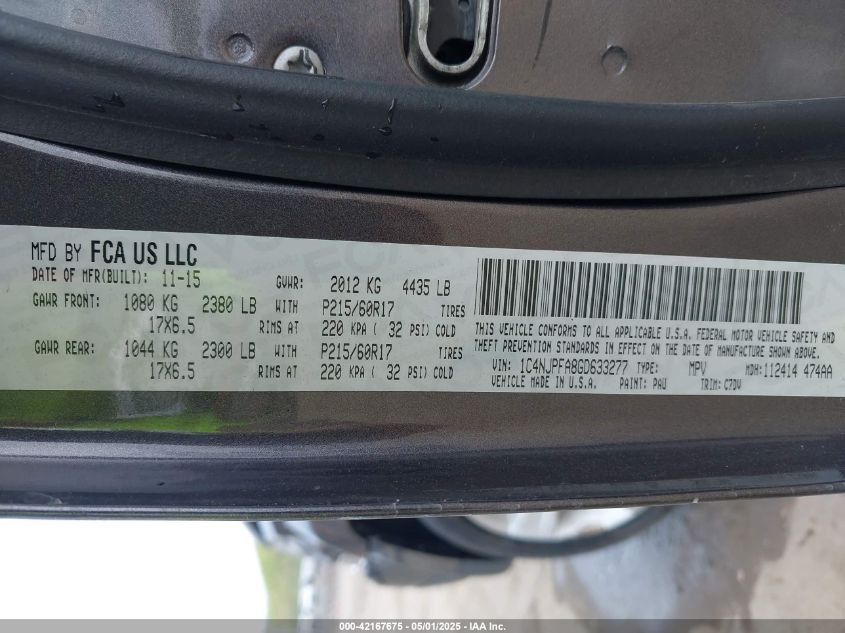 MFD BY FCA US LLC
DATE OF MFR(BUILT): 11-15 GVWR: 2012 KG 4435 LB
GAWR FRONT: 1080 KG 2380 LB WITH P215/60R17 TIRES
17X6.5 RIMS AT 220 KPA ( 32 PSI) COLD
GAWR REAR: 1044 KG 2300 LB WITH P215/60R17 TIRES
17X6.5 RIMS AT 220 KPA ( 32 PSI) COLD
THIS VEHICLE CONFORMS TO ALL APPLICABLE U.S.A. FEDERAL MOTOR VEHICLE SAFETY AND
THEFT PREVENTION STANDARDS IN EFFECT ON THE DATE OF MANUFACTURE SHOWN ABOVE.
VIN: 1C4NJPFA8GD633277 TYPE: MPV MDH:112414 474AA
VEHICLE MADE IN U.S.A. PAINT: PAU TRIM: C7DV
000-42167675 - 05/01/2025 - IAA Inc.